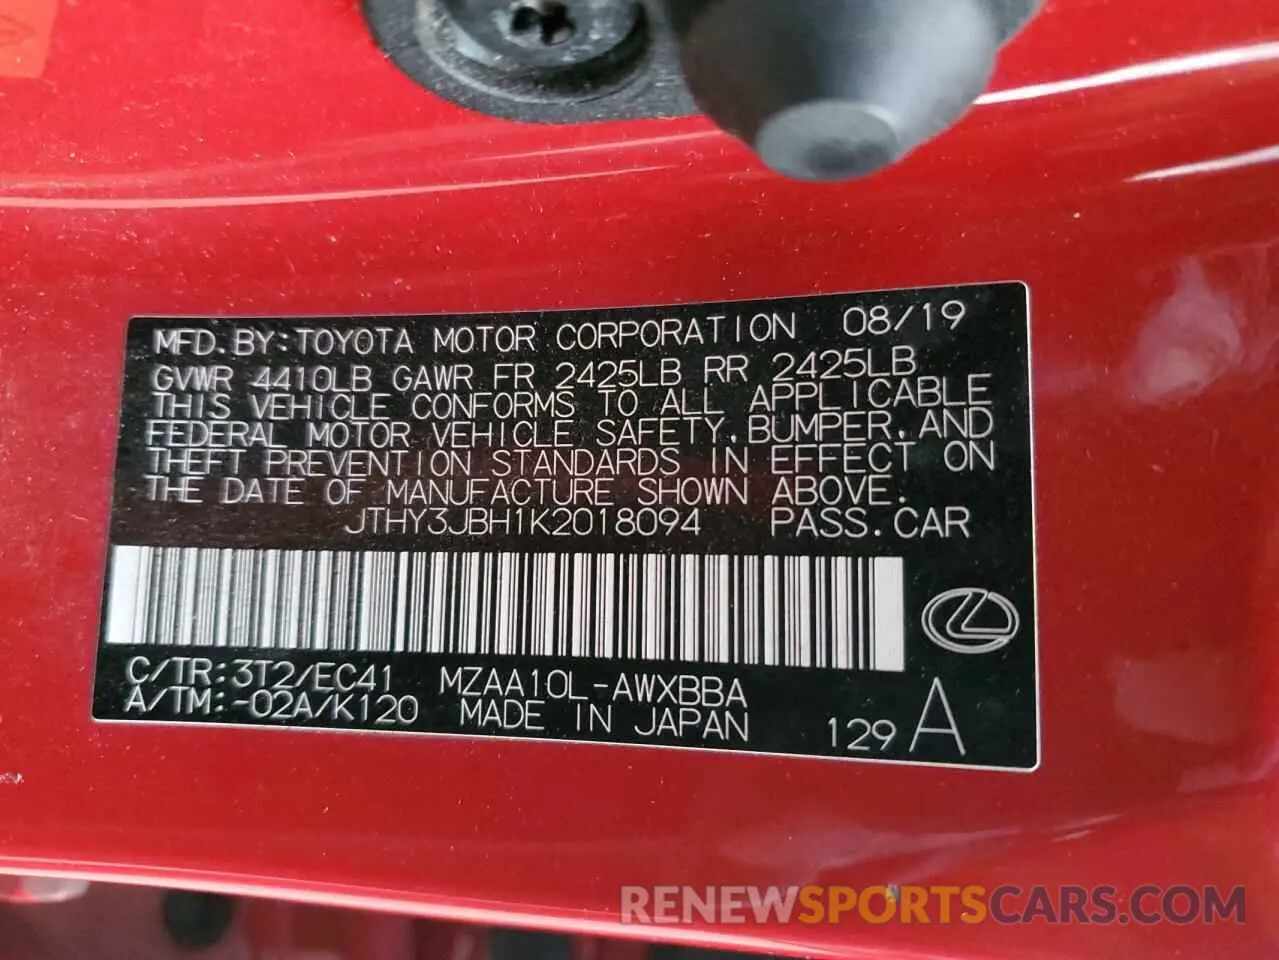 MFD.BY:TOYOTA MOTOR CORPORATION 08/19
GVWR 4410LB GAWR FR 2425LB RR 2425LB
THIS VEHICLE CONFORMS TO ALL APPLICABLE
FEDERAL MOTOR VEHICLE SAFETY,BUMPER,AND
THEFT PREVENTION STANDARDS IN EFFECT ON
THE DATE OF MANUFACTURE SHOWN ABOVE.
JTHY3JBH1K2018094 PASS.CAR
C/TR:3T2/EC41 MZAA10L-AWXBBA
A/TM:-02A/K120 MADE IN JAPAN 129 A
RENEWSPORTSCARS.COM